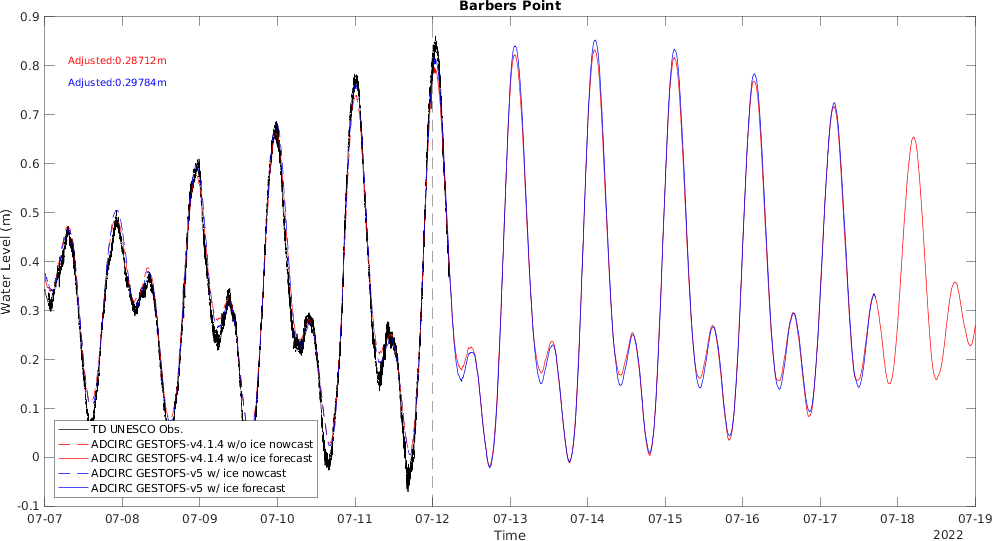 Barbers Point
Adjusted:0.28712m
Adjusted:0.29784m
Water Level (m)
0.9
0.8
0.7
0.6
0.5
0.4
0.3
0.2
0.1
0
-0.1
TD UNESCO Obs.
ADCIRC GESTOFS-v4.1.4 w/o ice nowcast
ADCIRC GESTOFS-v4.1.4 w/o ice forecast
ADCIRC GESTOFS-v5 w/ ice nowcast
ADCIRC GESTOFS-v5 w/ ice forecast
07-07 07-08 07-09 07-10 07-11 07-12 07-13 07-14 07-15 07-16 07-17 07-18 07-19
Time
2022